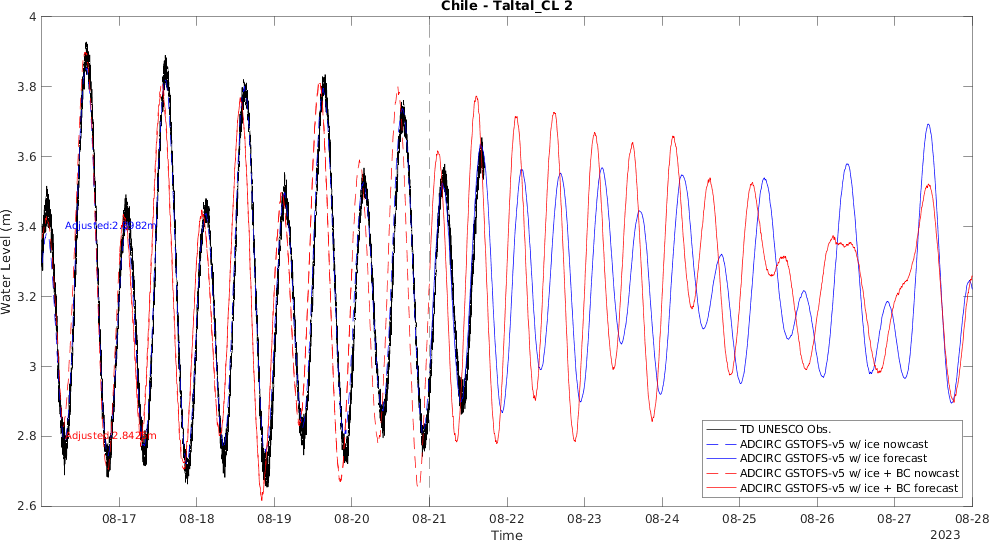 Chile - Taltal_CL 2
4
3.8
3.6
3.4
3.2
3
2.8
2.6
Water Level (m)
08-17
08-18
08-19
08-20
08-21
08-22
08-23
08-24
08-25
08-26
08-27
08-28
2023
Time
TD UNESCO Obs.
ADCIRC GSTOFS-v5 w/ ice nowcast
ADCIRC GSTOFS-v5 w/ ice forecast
ADCIRC GSTOFS-v5 w/ ice + BC nowcast
ADCIRC GSTOFS-v5 w/ ice + BC forecast